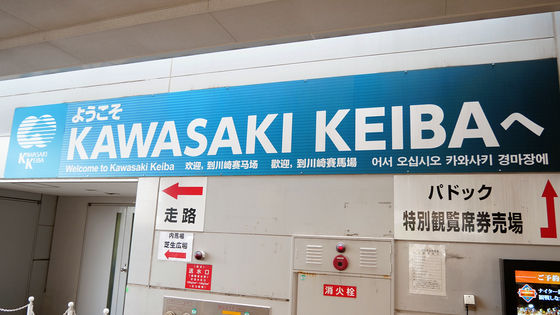 ようこそ
KAWASAKI KEIBAへ
KAWASAKI
KEIBA
Welcome to Kawasaki Keiba 欢迎, 到川崎赛马场 歡迎, 到川崎賽馬場 어서 오십시오 카와사키 경마장에
走路
内馬場
芝生広場
パドック
特別観覧席券売場
送水口
消火栓